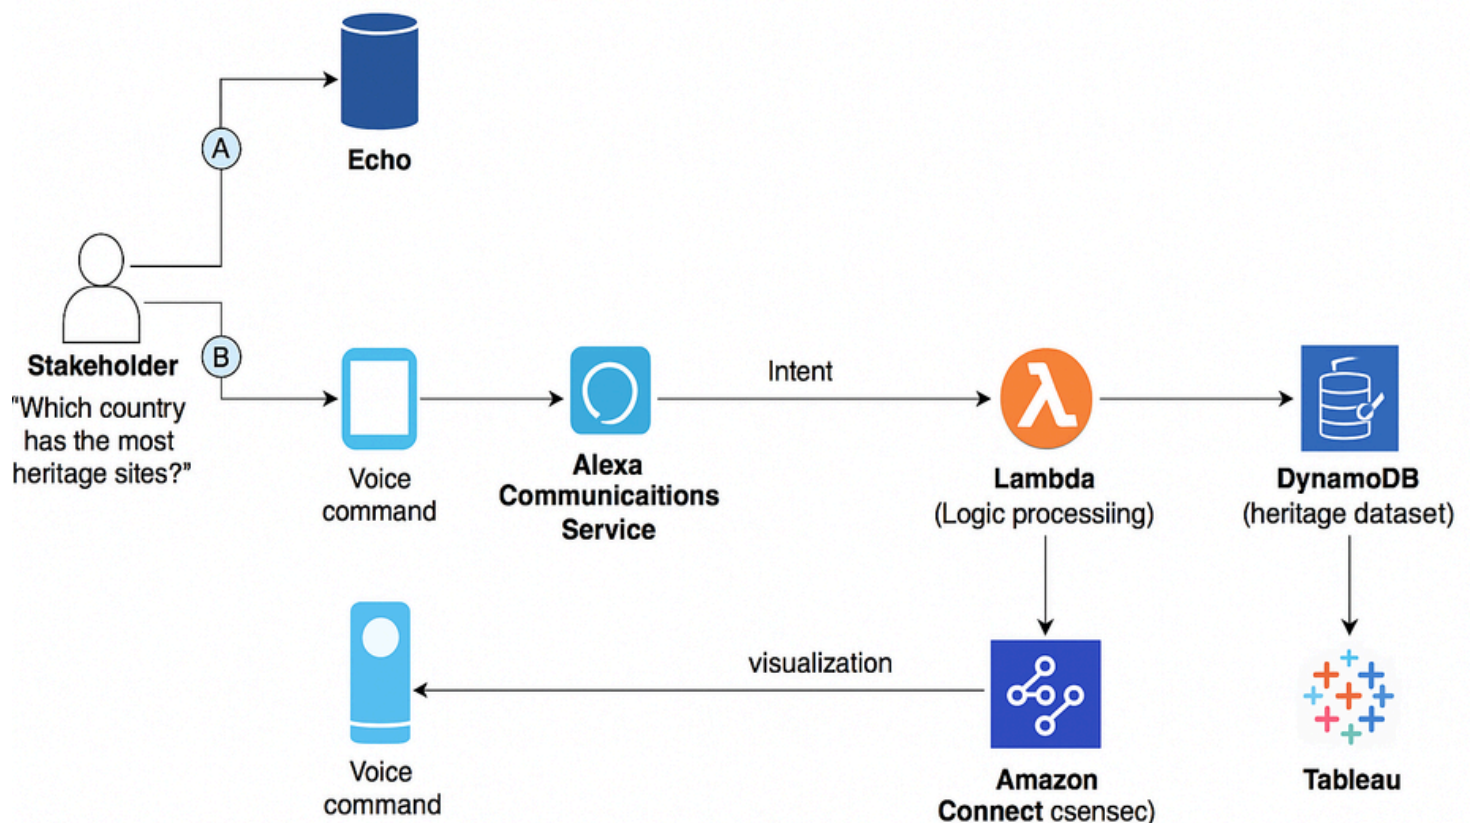 A
Echo
Stakeholder
"Which country
has the most
heritage sites?”
B
Voice
command
Alexa
Communicaitions
Service
Intent
Lambda
(Logic processiing)
DynamoDB
(heritage dataset)
visualization
Voice
command
Amazon
Connect csensec)
Tableau